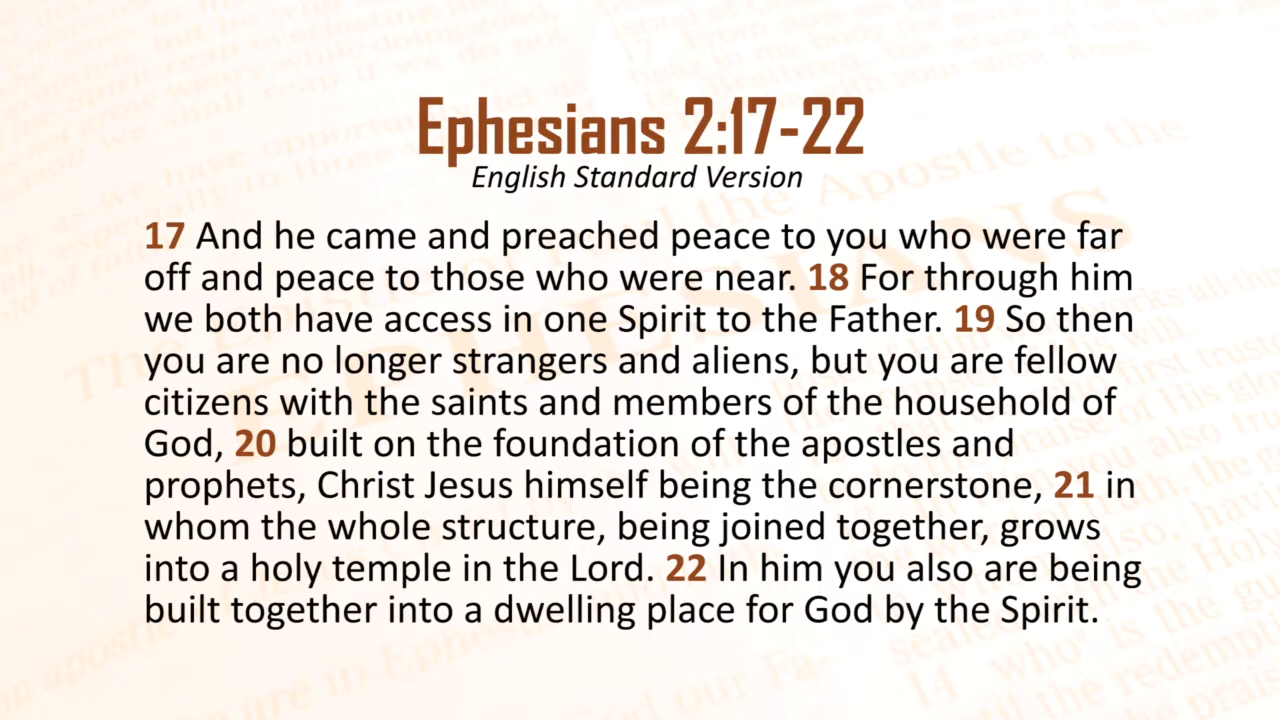 Ephesians 2:17-22
English Standard Version
17 And he came and preached peace to you who were far
off and peace to those who were near. 18 For through him
we both have access in one Spirit to the Father. 19 So then
you are no longer strangers and aliens, but you are fellow
citizens with the saints and members of the household of
God, 20 built on the foundation of the apostles and
prophets, Christ Jesus himself being the cornerstone, 21 in
whom the whole structure, being joined together, grows
into a holy temple in the Lord. 22 In him you also are being
built together into a dwelling place for God by the Spirit.